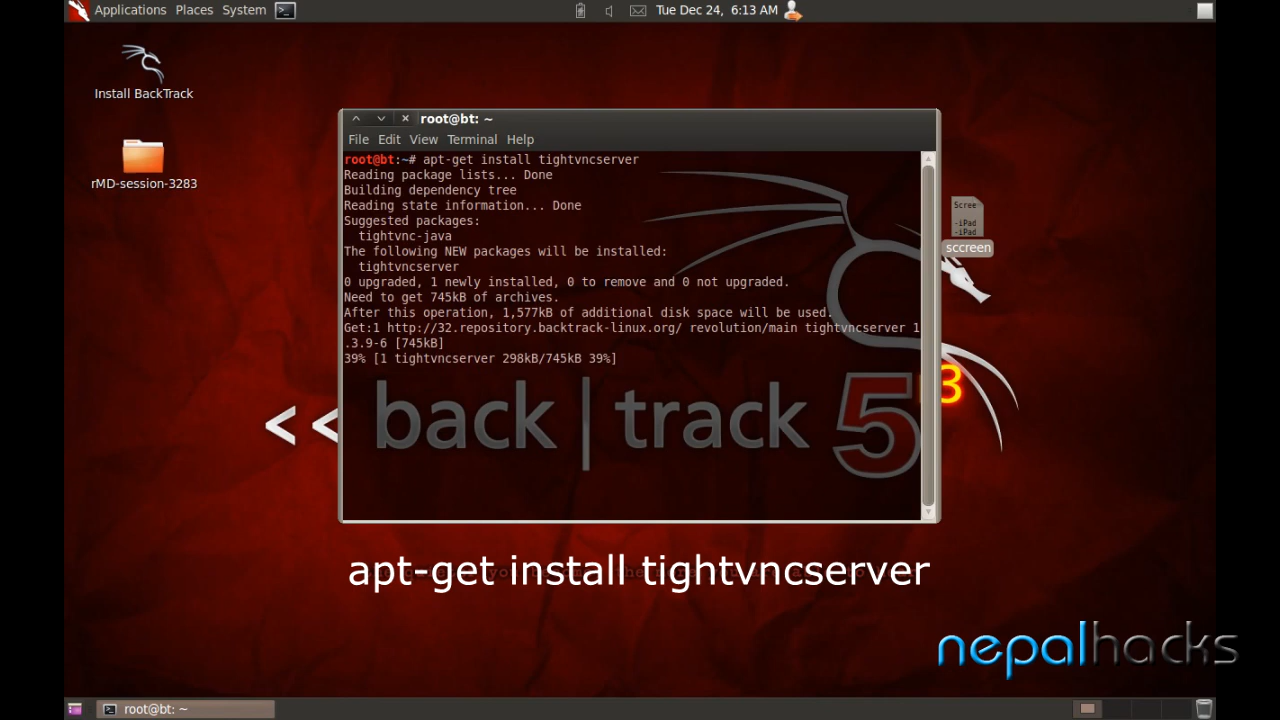 Applications Places System
Tue Dec 24, 6:13 AM
Install BackTrack
rMD-session-3283
root@bt: ~
File Edit View Terminal Help
root@bt:~# apt-get install tightvncserver
Reading package lists... Done
Building dependency tree
Reading state information... Done
Suggested packages:
  tightvnc-java
The following NEW packages will be installed:
  tightvncserver
0 upgraded, 1 newly installed, 0 to remove and 0 not upgraded.
Need to get 745kB of archives.
After this operation, 1,577kB of additional disk space will be used.
Get:1 http://32.repository.backtrack-linux.org/ revolution/main tightvncserver 1
.3.9-6 [745kB]
39% [1 tightvncserver 298kB/745kB 39%]
Scree
-iPad
-iPad
sccreen
<< back | track 5 3
apt-get install tightvncserver
nepalhacks
root@bt: ~